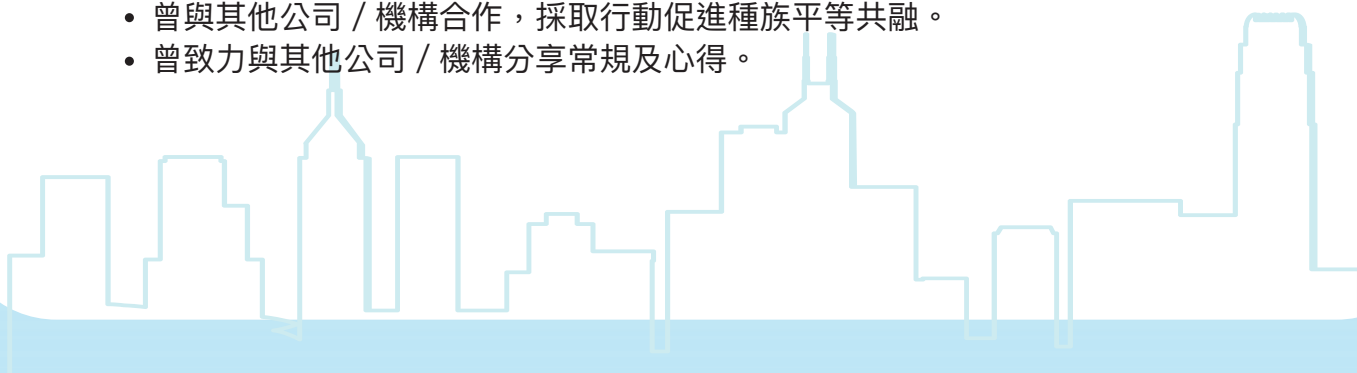 • 曾與其他公司 / 機構合作，採取行動促進種族平等共融。
• 曾致力與其他公司 / 機構分享常規及心得。